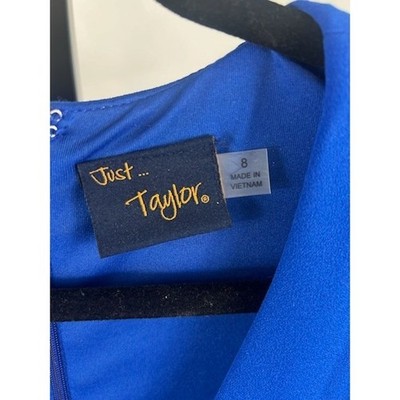 Just ...
Taylor®
8
MADE IN
VIETNAM